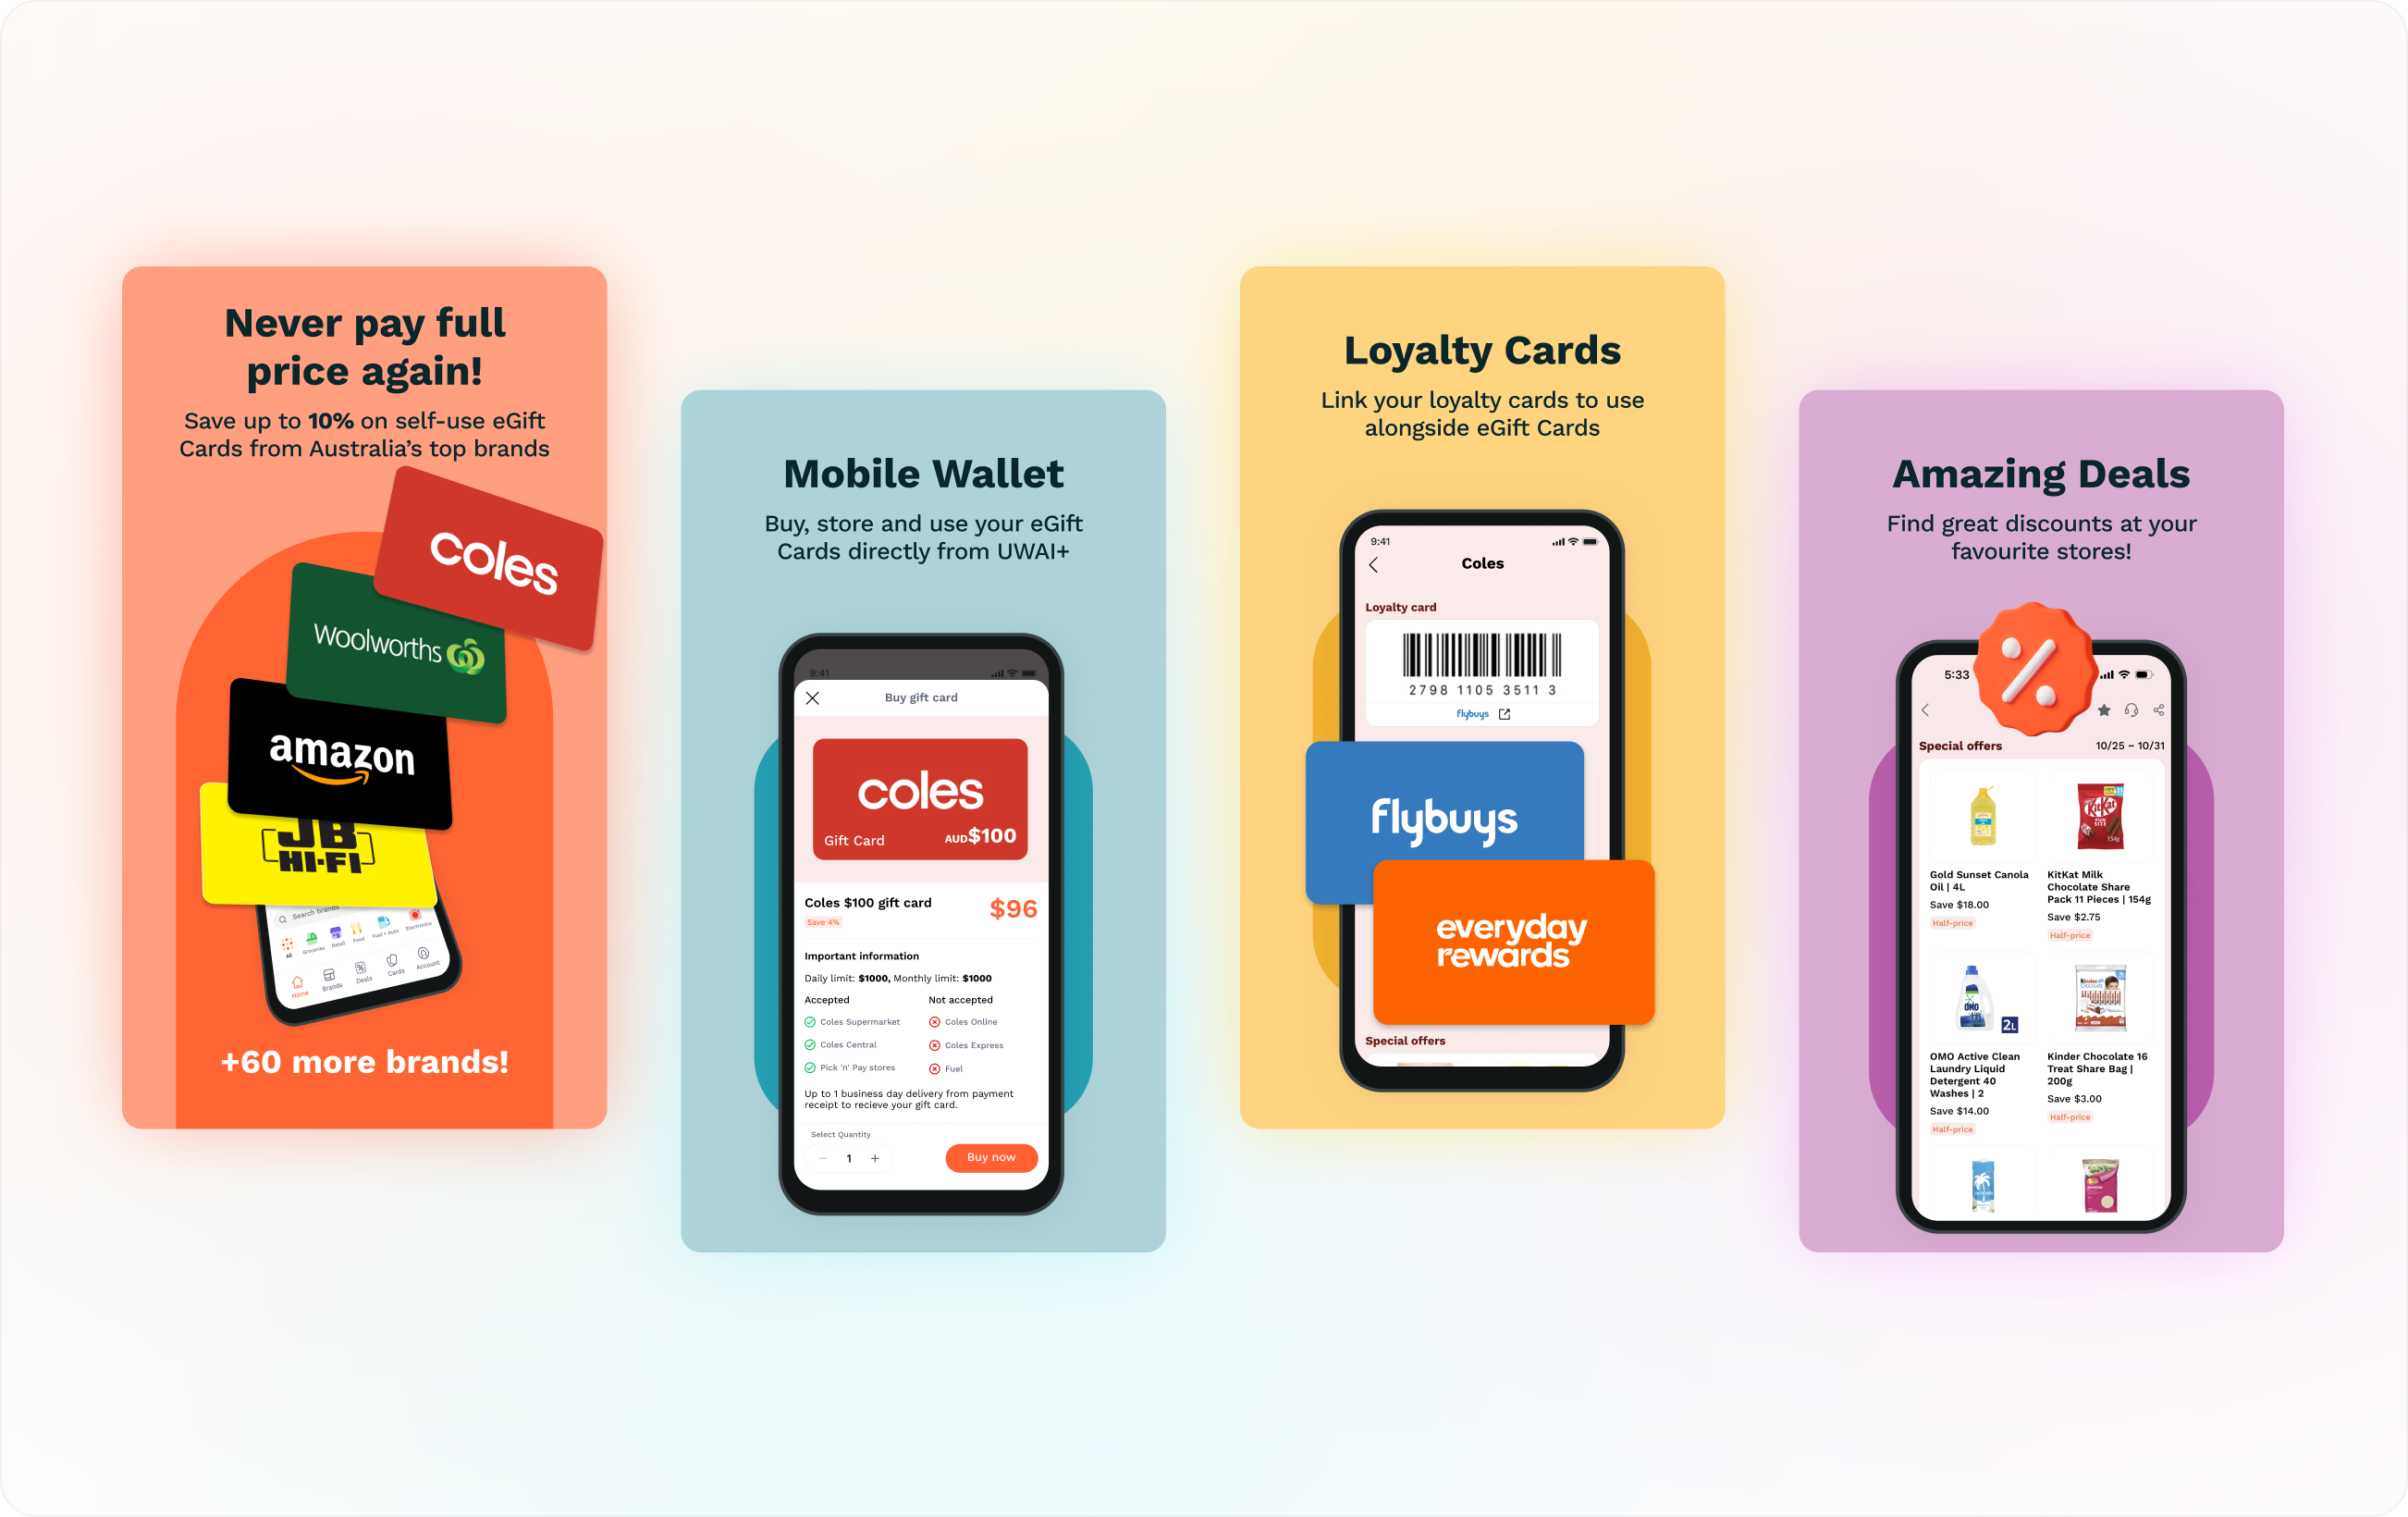 Never pay full
price again!
Save up to 10% on self-use eGift
Cards from Australia’s top brands
coles
Woolworths
amazon
JB
HI-FI
Search brands
All
Groceries
Retail
Food
Fuel + Auto
Electronics
Home
Brands
Deals
Cards
Account
+60 more brands!
Mobile Wallet
Buy, store and use your eGift
Cards directly from UWAI+
9:41
Buy gift card
coles
Gift Card
AUD$100
Coles $100 gift card
$96
Save 4%
Important information
Daily limit: $1000, Monthly limit: $1000
Accepted
Not accepted
Coles Supermarket
Coles Online
Coles Central
Coles Express
Pick 'n' Pay stores
Fuel
Up to 1 business day delivery from payment
receipt to recieve your gift card.
Select Quantity
1
Buy now
Loyalty Cards
Link your loyalty cards to use
alongside eGift Cards
9:41
Coles
Loyalty card
2798 1105 3511 3
flybuys
flybuys
everyday
rewards
Special offers
Amazing Deals
Find great discounts at your
favourite stores!
5:33
Special offers
10/25 ~ 10/31
KitKat
154g
Gold Sunset Canola
Oil | 4L
Save $18.00
Half-price
KitKat Milk
Chocolate Share
Pack 11 Pieces | 154g
Save $2.75
Half-price
OMO
2L
Kinder
Chocolate
OMO Active Clean
Laundry Liquid
Detergent 40
Washes | 2
Save $14.00
Half-price
Kinder Chocolate 16
Treat Share Bag |
200g
Save $3.00
Half-price